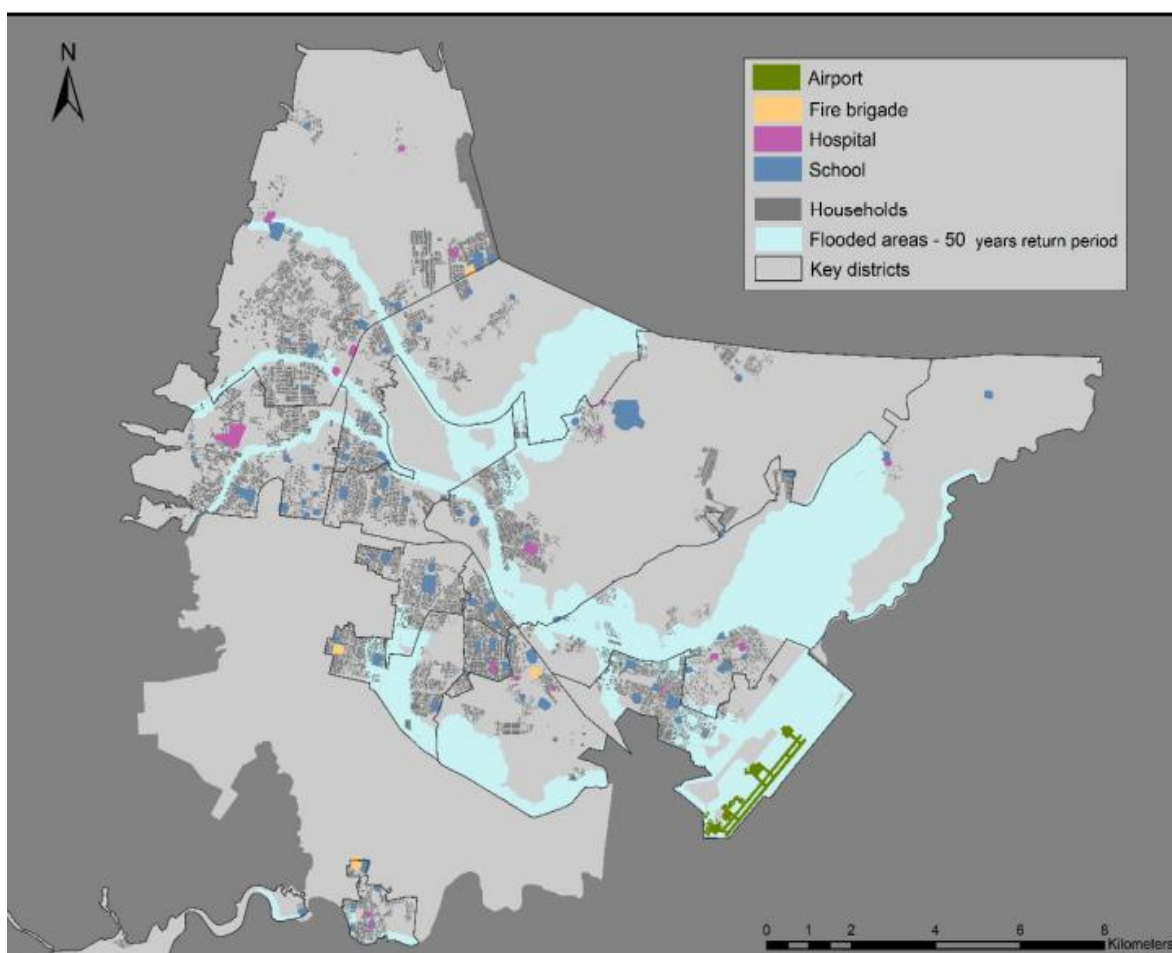 N
Airport
Fire brigade
Hospital
School
Households
Flooded areas - 50 years return period
Key districts
0 1 2 4 6 8
Kilometers